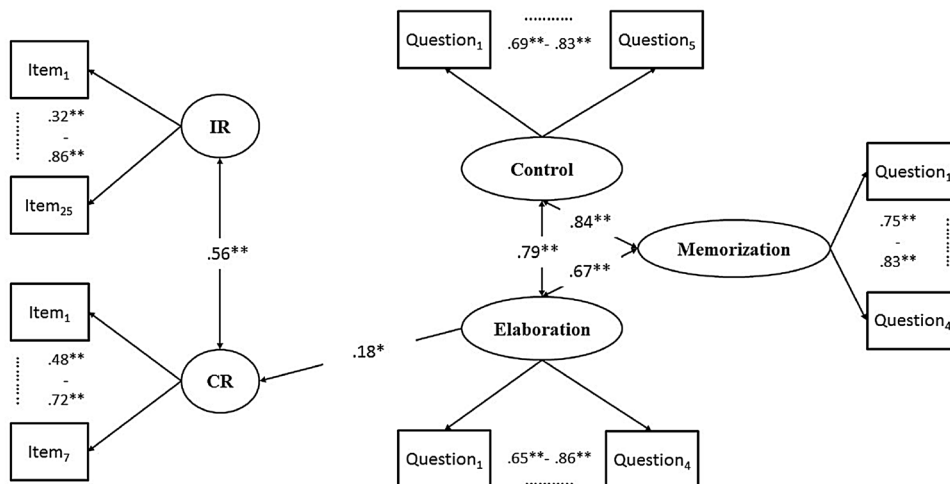 Item₁
.32**
-
.86**
Item₂₅
IR
.56**
Item₁
.48**
-
.72**
Item₇
CR
.18*
Question₁
...........
.69**- .83**
Question₅
Control
.84**
.79**
.67**
Memorization
Elaboration
Question₁
.75**
-
.83**
Question₄
Question₁
.65**- .86**
...........
Question₄